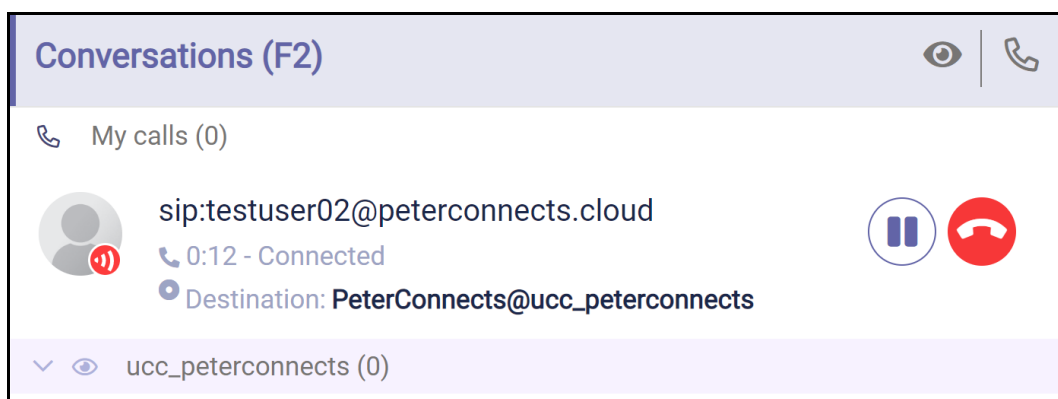 Conversations (F2)
My calls (0)
sip:testuser02@peterconnects.cloud
0:12 - Connected
Destination: PeterConnects@ucc_peterconnects
ucc_peterconnects (0)